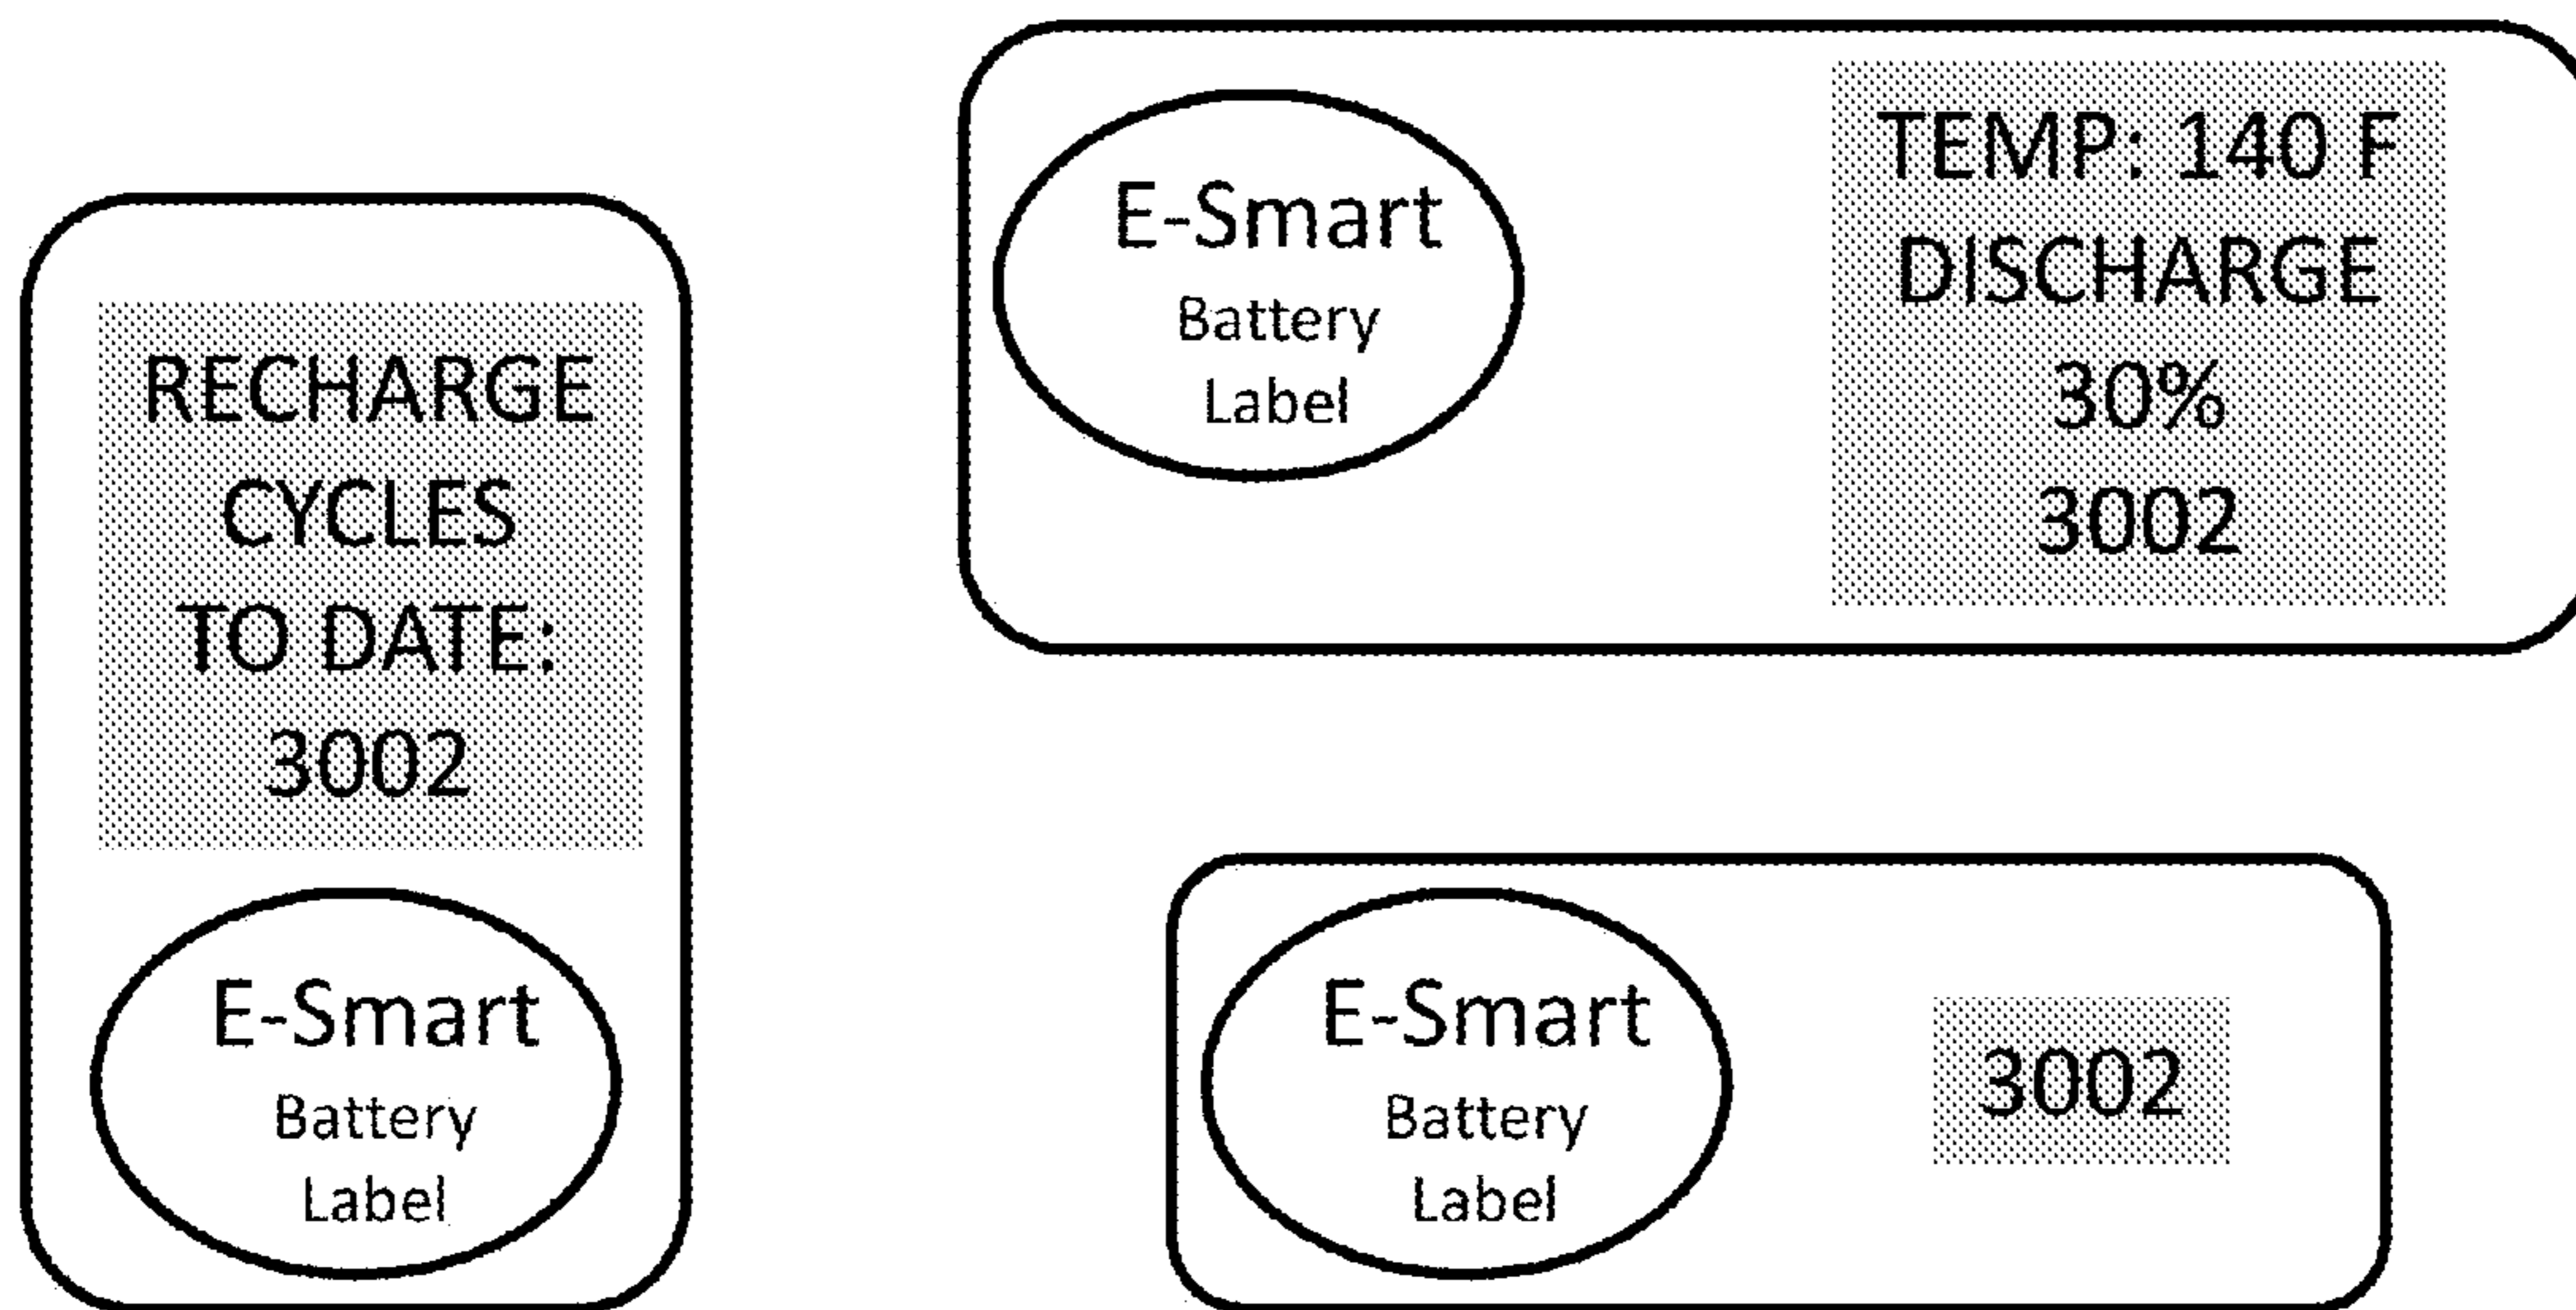 RECHARGE
CYCLES
TO DATE:
3002
E-Smart
Battery
Label
E-Smart
Battery
Label
TEMP: 140 F
DISCHARGE
30%
3002
E-Smart
Battery
Label
3002